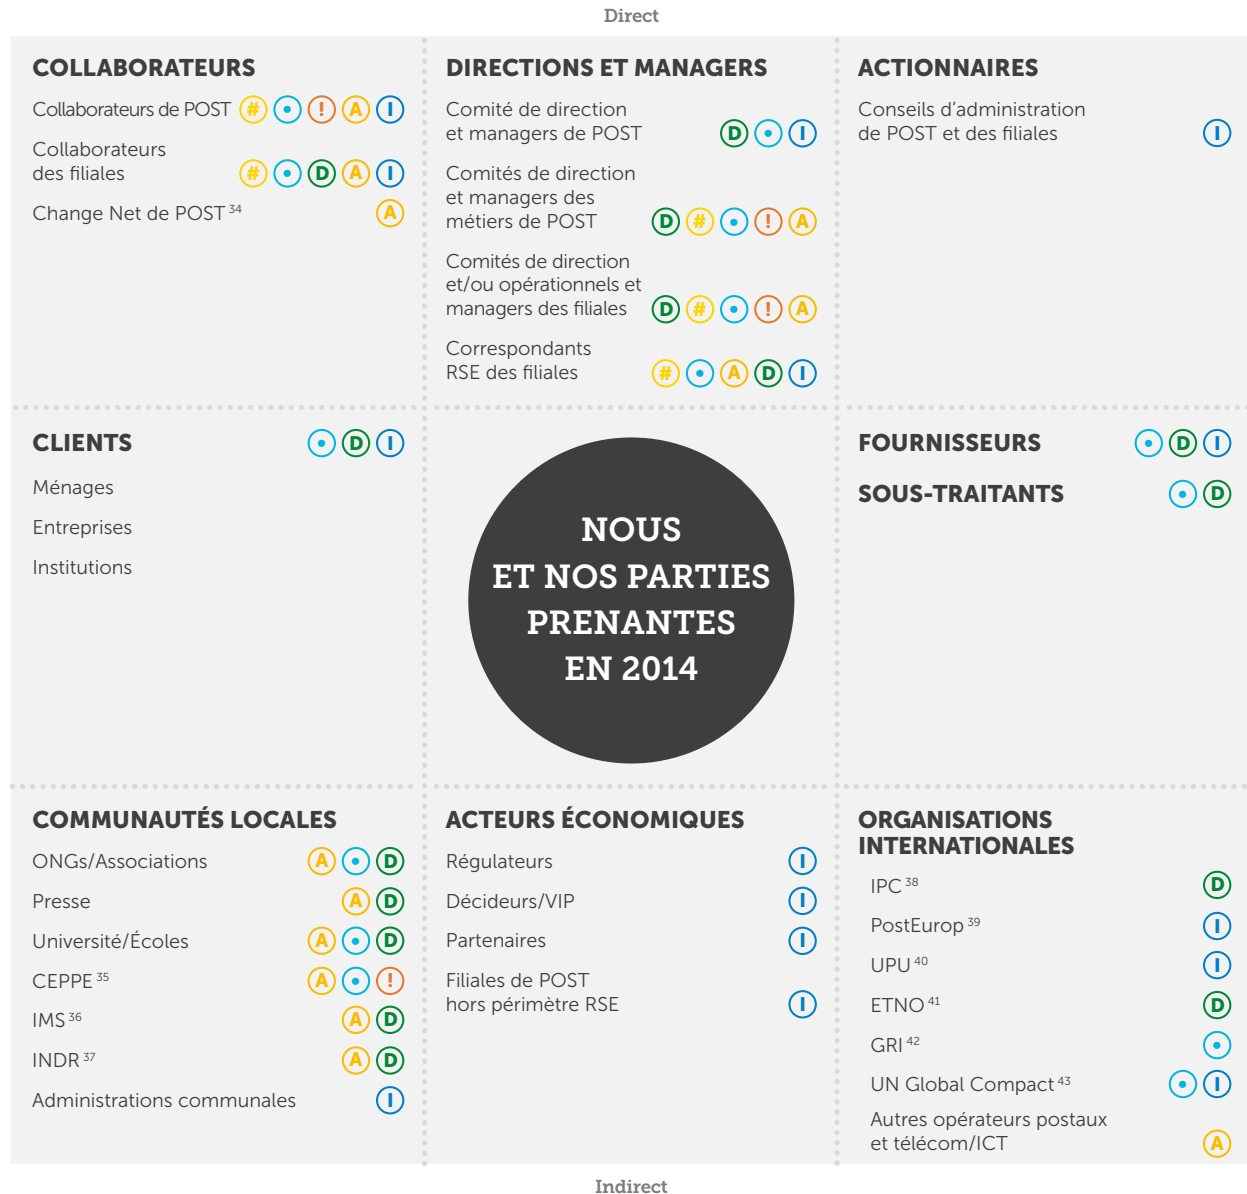 Direct
COLLABORATEURS
Collaborateurs de POST # • ! A I
Collaborateurs
des filiales # • D A I
Change Net de POST 34 A
DIRECTIONS ET MANAGERS
Comité de direction
et managers de POST D • I
Comités de direction
et managers des
métiers de POST D # • ! A
Comités de direction
et/ou opérationnels et
managers des filiales D # • ! A
Correspondants
RSE des filiales # • A D I
ACTIONNAIRES
Conseils d'administration
de POST et des filiales I
CLIENTS • D I
Ménages
Entreprises
Institutions
NOUS
ET NOS PARTIES
PRENANTES
EN 2014
FOURNISSEURS • D I
SOUS-TRAITANTS • D
COMMUNAUTÉS LOCALES
ONGs/Associations A • D
Presse A D
Université/Écoles A • D
CEPPE 35 A • !
IMS 36 A D
INDR 37 A D
Administrations communales I
ACTEURS ÉCONOMIQUES
Régulateurs I
Décideurs/VIP I
Partenaires I
Filiales de POST
hors périmètre RSE I
ORGANISATIONS
INTERNATIONALES
IPC 38 D
PostEurop 39 I
UPU 40 I
ETNO 41 D
GRI 42 •
UN Global Compact 43 • I
Autres opérateurs postaux
et télécom/ICT A
Indirect